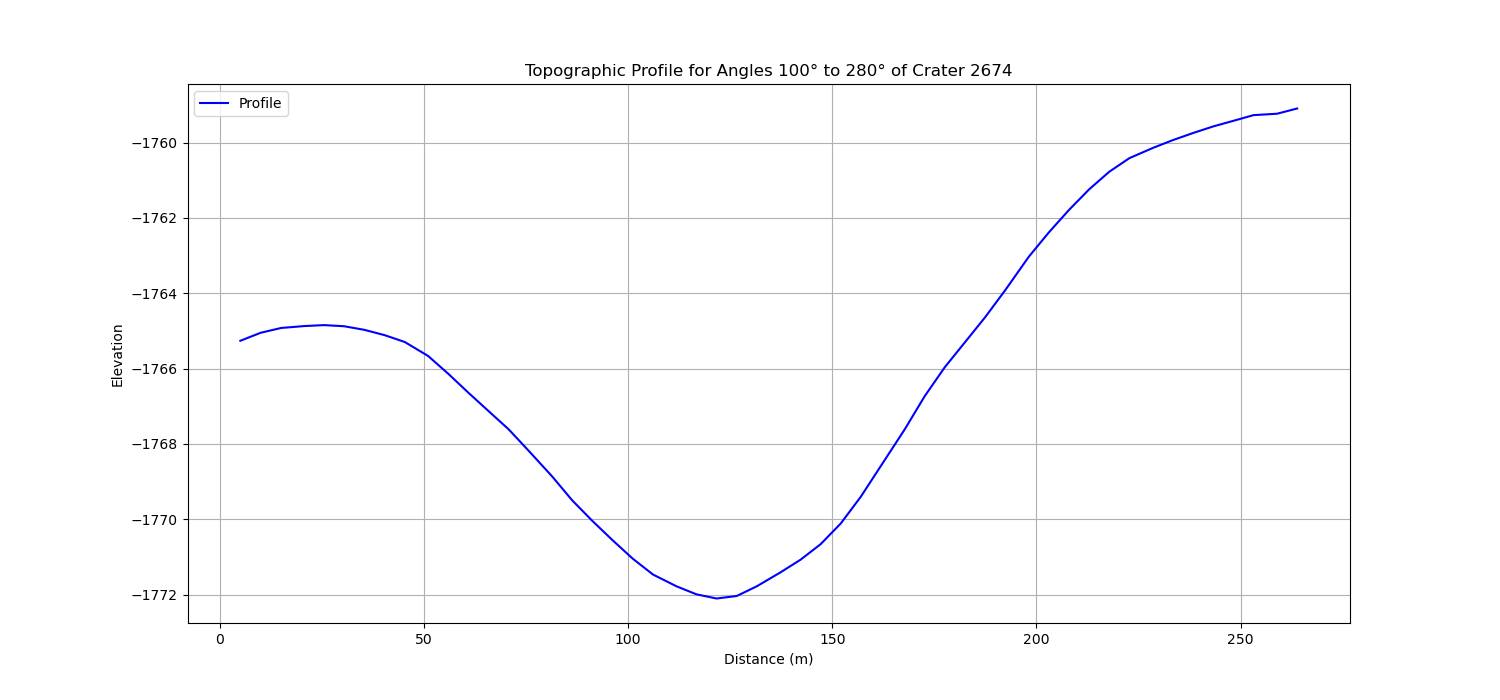 Topographic Profile for Angles 100° to 280° of Crater 2674
Profile
−1760
−1762
−1764
−1766
−1768
−1770
−1772
Elevation
0 50 100 150 200 250
Distance (m)